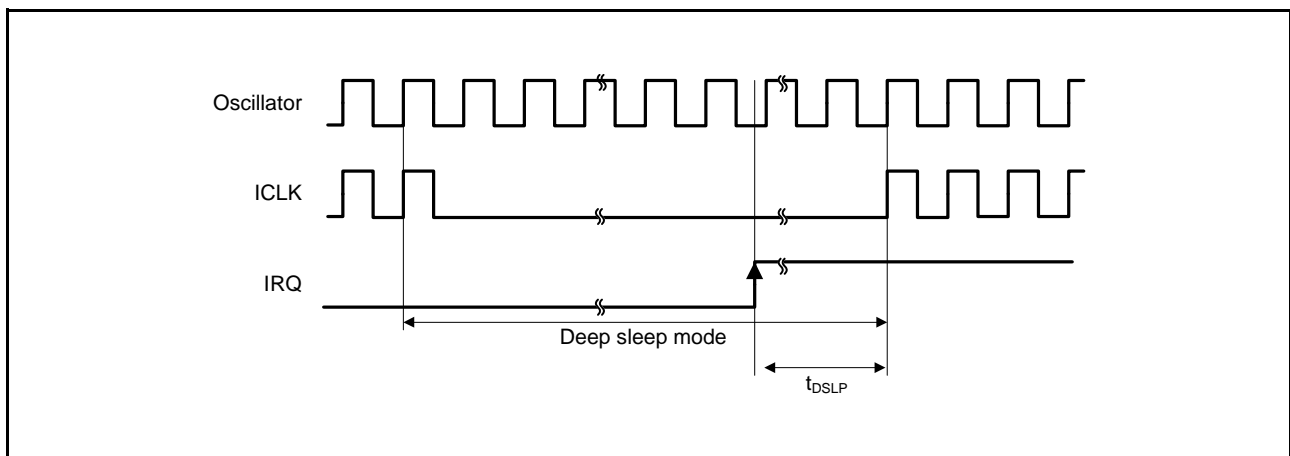 Oscillator
ICLK
IRQ
Deep sleep mode
tDSLP